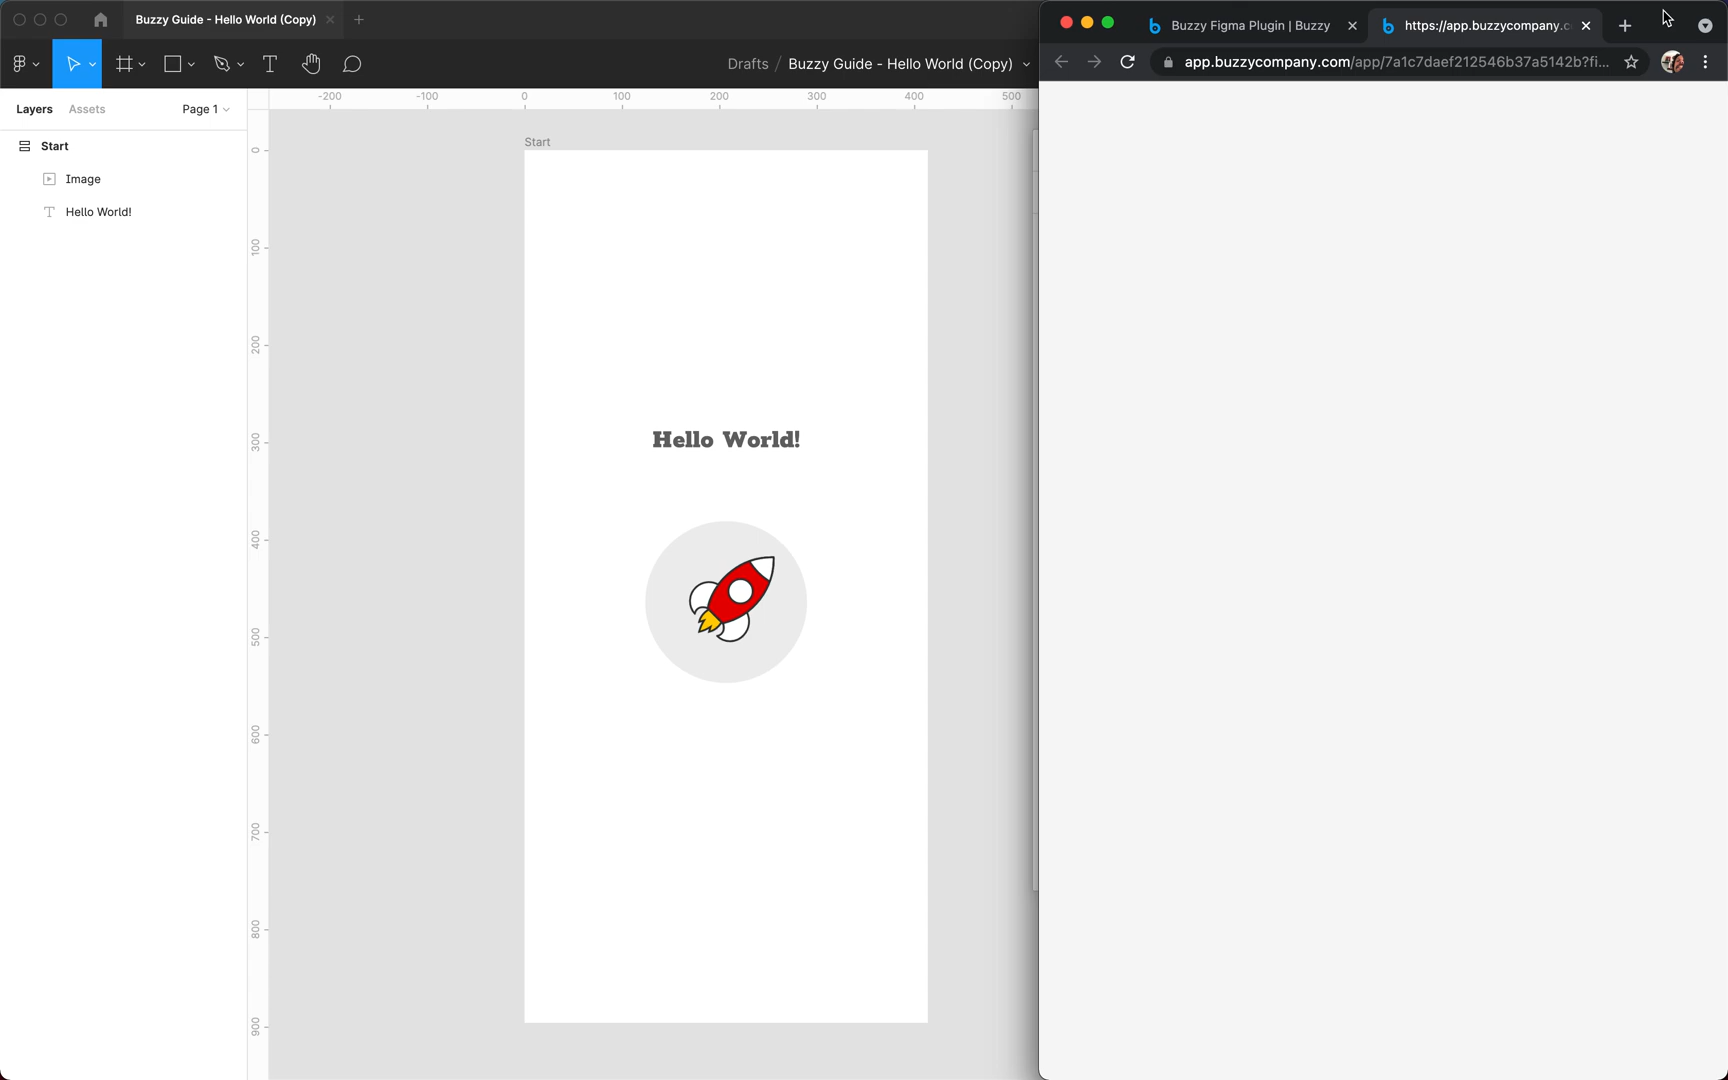 Buzzy Guide - Hello World (Copy)
Buzzy Figma Plugin | Buzzy
https://app.buzzycompany.c
Drafts / Buzzy Guide - Hello World (Copy)
app.buzzycompany.com/app/7a1c7daef212546b37a5142b?fi...
Layers Assets Page 1
-200 -100 0 100 200 300 400 500
Start
Image
Hello World!
Start
0
100
200
300
400
500
600
700
800
900
Hello World!